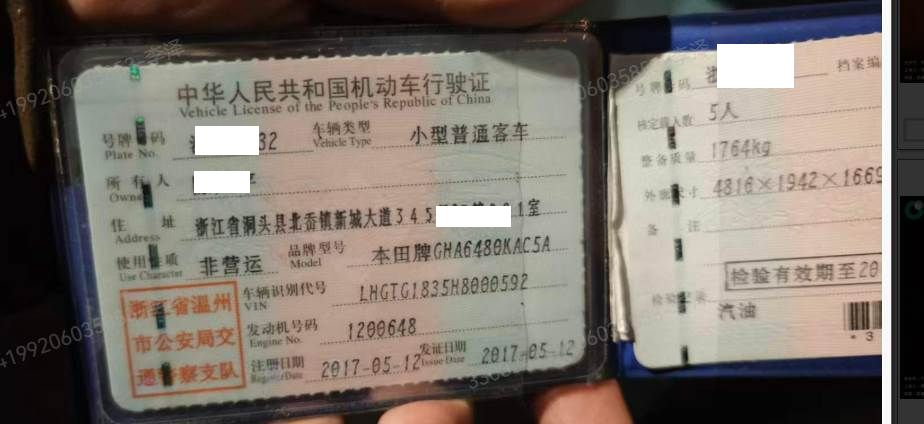 中华人民共和国机动车行驶证
Vehicle License of the People's Republic of China
号牌号码 32 车辆类型 小型普通客车
Plate No. Vehicle Type
所有人
Owner
住址 浙江省洞头县北岙镇新城大道345 1室
Address
使用性质 非营运 品牌型号 本田牌GHA6480KAC5A
Use Character Model
浙江省温州市公安局交通警察支队
车辆识别代号 LHGTG1835H8000592
VIN
发动机号码 1200648
Engine No.
注册日期 2017-05-12 发证日期 2017-05-12
Register Date Issue Date
号牌号码 档案编
核定载人数 5人
整备质量 1764kg
外廓尺寸 4816×1942×1669
备注
检验有效期至20
检验记录
汽油